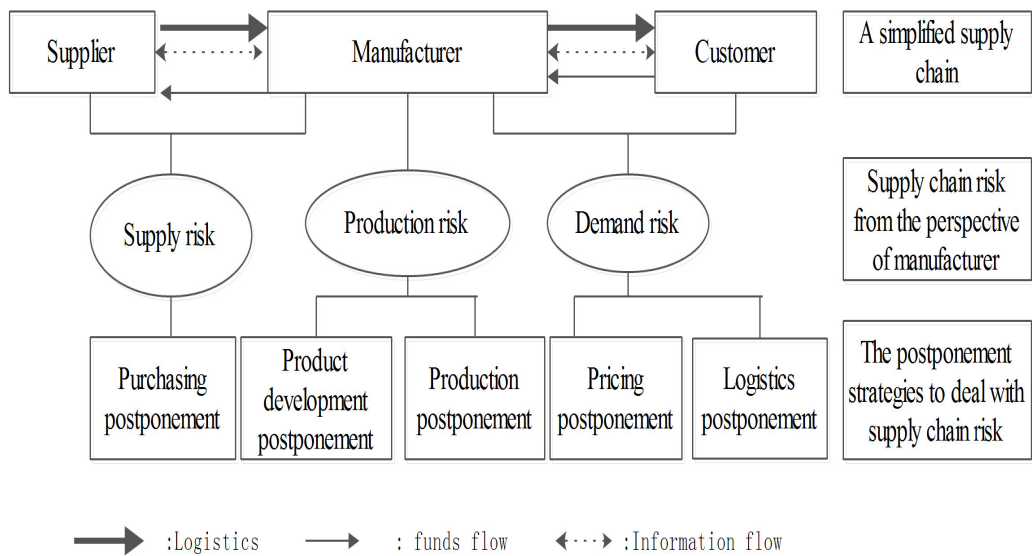 Supplier
Manufacturer
Customer
A simplified supply
chain
Supply risk
Production risk
Demand risk
Supply chain risk
from the perspective
of manufacturer
Purchasing
postponement
Product
development
postponement
Production
postponement
Pricing
postponement
Logistics
postponement
The postponement
strategies to deal with
supply chain risk
:Logistics
: funds flow
:Information flow